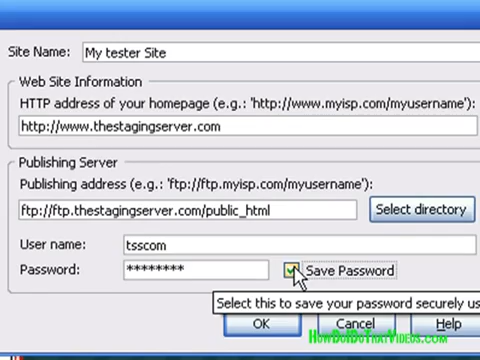 Site Name: My tester Site
Web Site Information
HTTP address of your homepage (e.g.: 'http://www.myisp.com/myusername'):
http://www.thestagingserver.com
Publishing Server
Publishing address (e.g.: 'ftp://ftp.myisp.com/myusername'):
ftp://ftp.thestagingserver.com/public_html Select directory
User name: tsscom
Password: ******** Save Password
Select this to save your password securely us
OK Cancel Help
HowDoIDoThatVideos.com